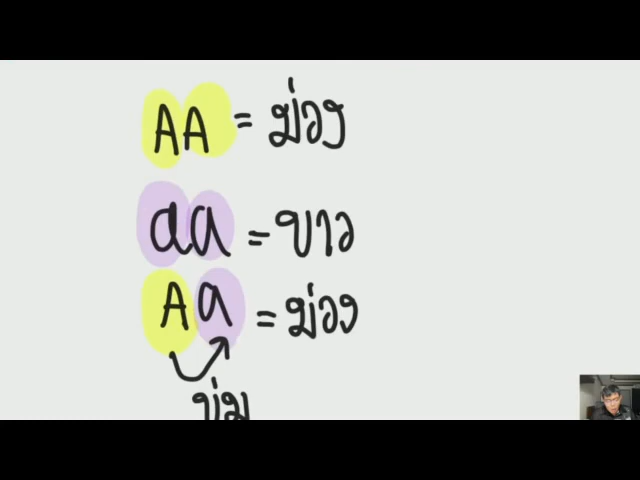 AA = ม่วง
aa = ขาว
Aa = ม่วง
ข่ม